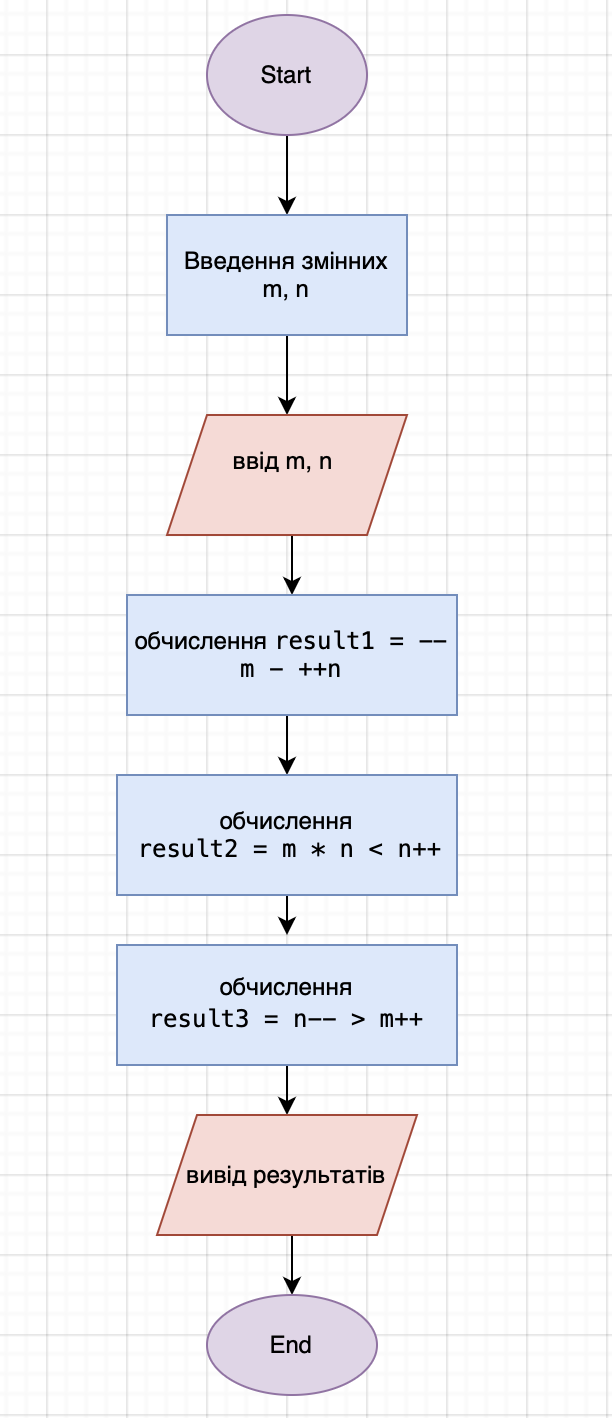 Start
Введення змінних
m, n
ввід m, n
обчислення result1 = --
m - ++n
обчислення
result2 = m * n < n++
обчислення
result3 = n-- > m++
вивід результатів
End